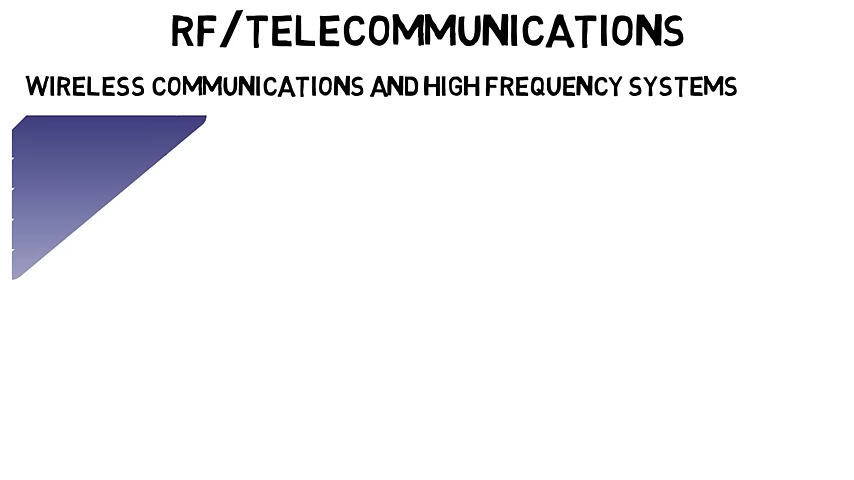 RF/TELECOMMUNICATIONS
WIRELESS COMMUNICATIONS AND HIGH FREQUENCY SYSTEMS